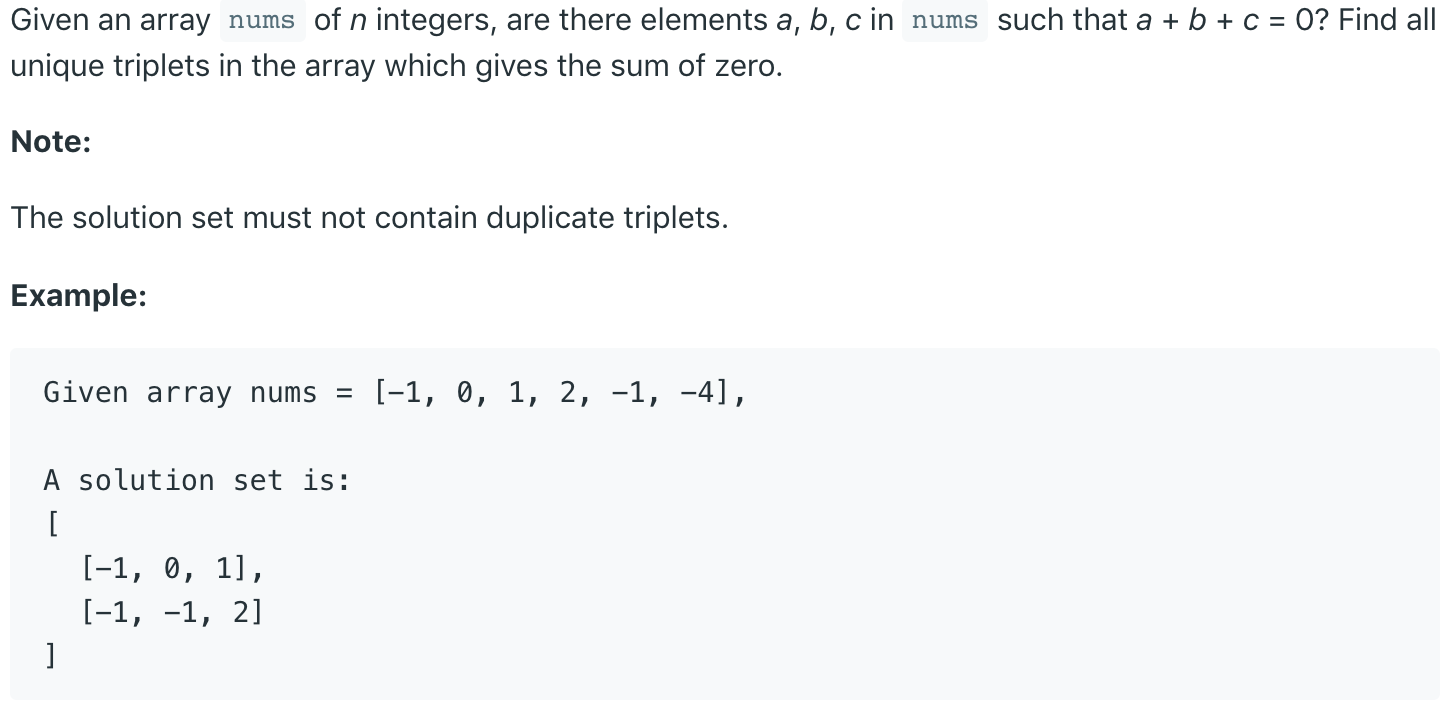 Given an array nums of n integers, are there elements a, b, c in nums such that a + b + c = 0? Find all
unique triplets in the array which gives the sum of zero.
Note:
The solution set must not contain duplicate triplets.
Example:
Given array nums = [-1, 0, 1, 2, -1, -4],
A solution set is:
[
[-1, 0, 1],
[-1, -1, 2]
]